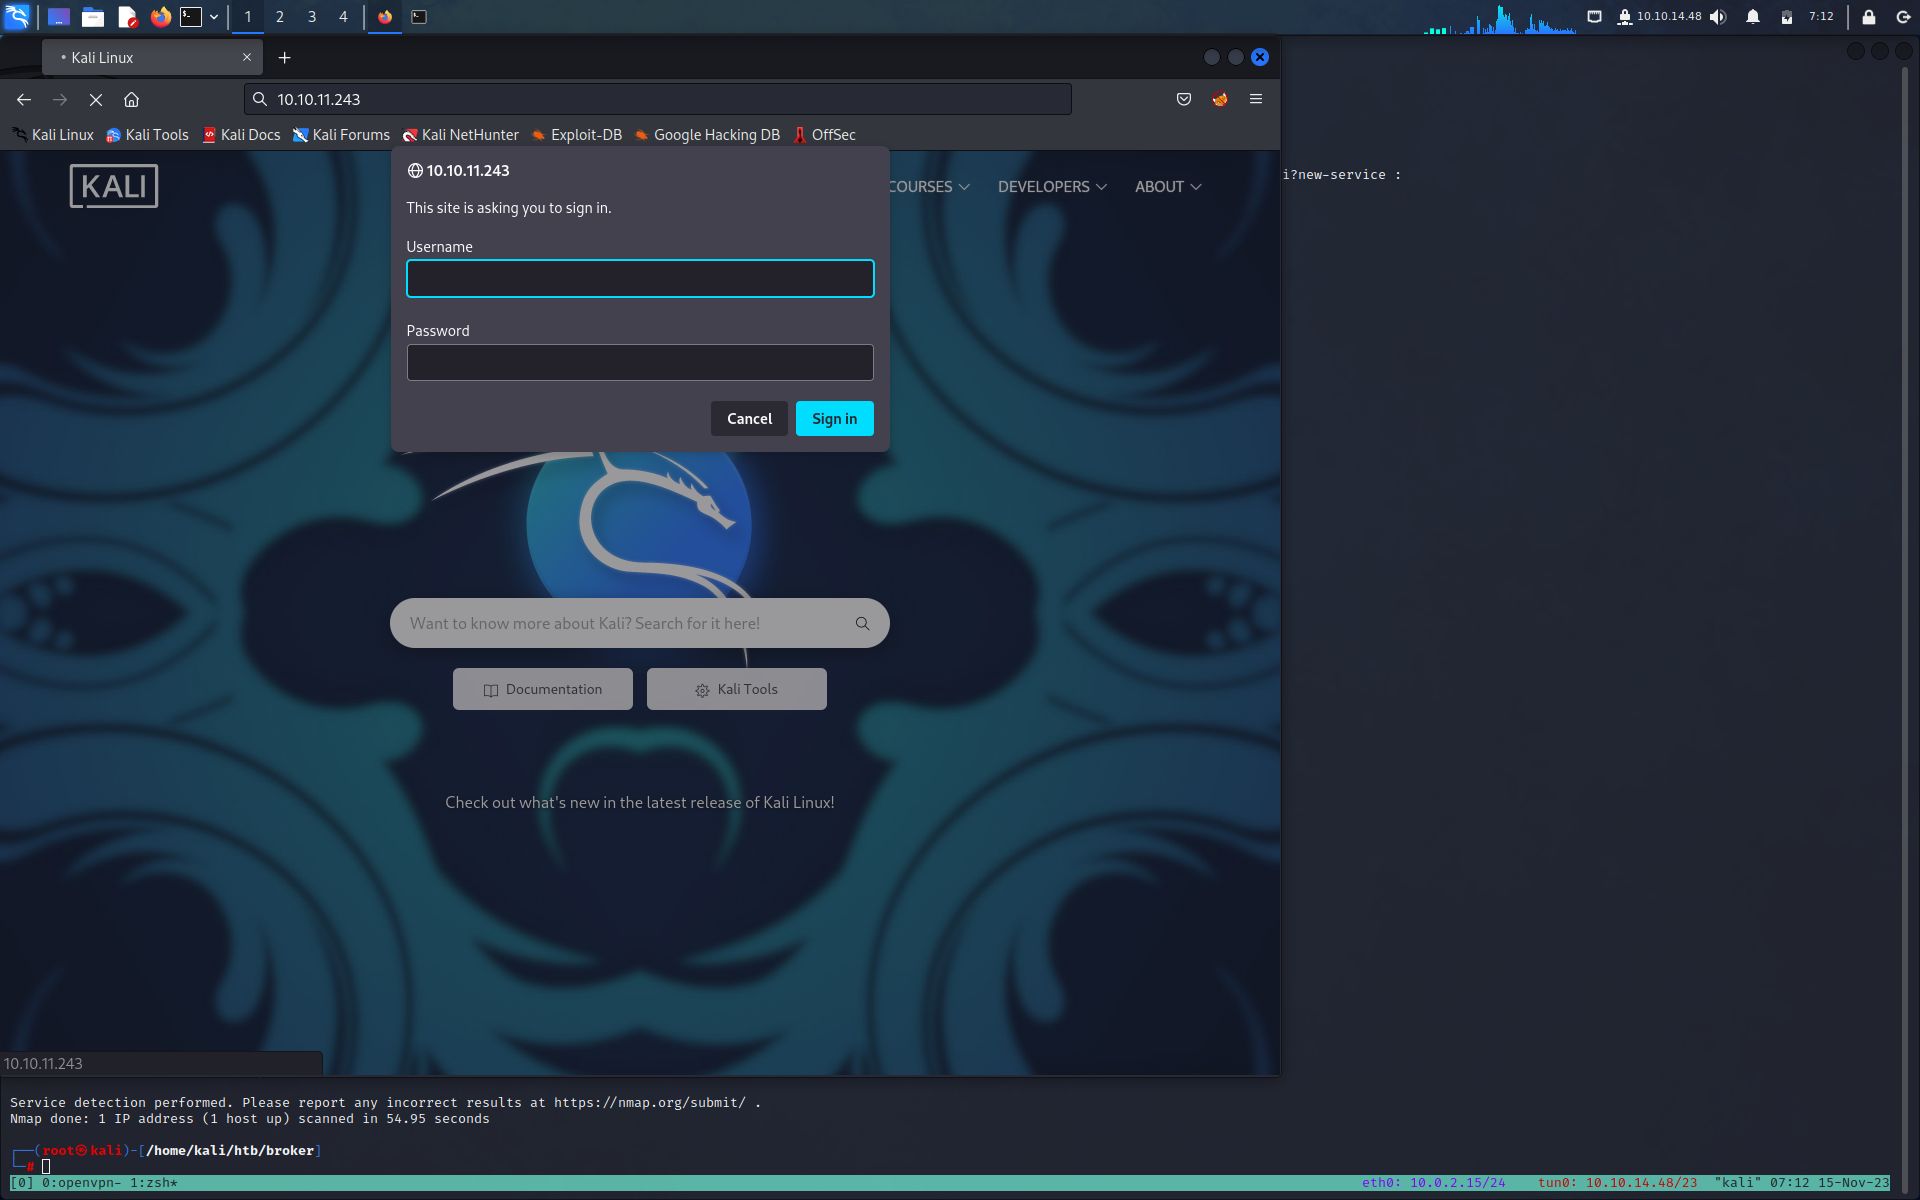 1 2 3 4 10.10.14.48 7:12
Kali Linux
10.10.11.243
Kali Linux Kali Tools Kali Docs Kali Forums Kali NetHunter Exploit-DB Google Hacking DB OffSec
10.10.11.243
i?new-service :
KALI COURSES DEVELOPERS ABOUT
This site is asking you to sign in.
Username
Password
Cancel Sign in
Want to know more about Kali? Search for it here!
Documentation Kali Tools
Check out what's new in the latest release of Kali Linux!
10.10.11.243
Service detection performed. Please report any incorrect results at https://nmap.org/submit/ .
Nmap done: 1 IP address (1 host up) scanned in 54.95 seconds
┌──(root㉿kali)-[/home/kali/htb/broker]
└─#
[0] 0:openvpn- 1:zsh* eth0: 10.0.2.15/24 tun0: 10.10.14.48/23 "kali" 07:12 15-Nov-23